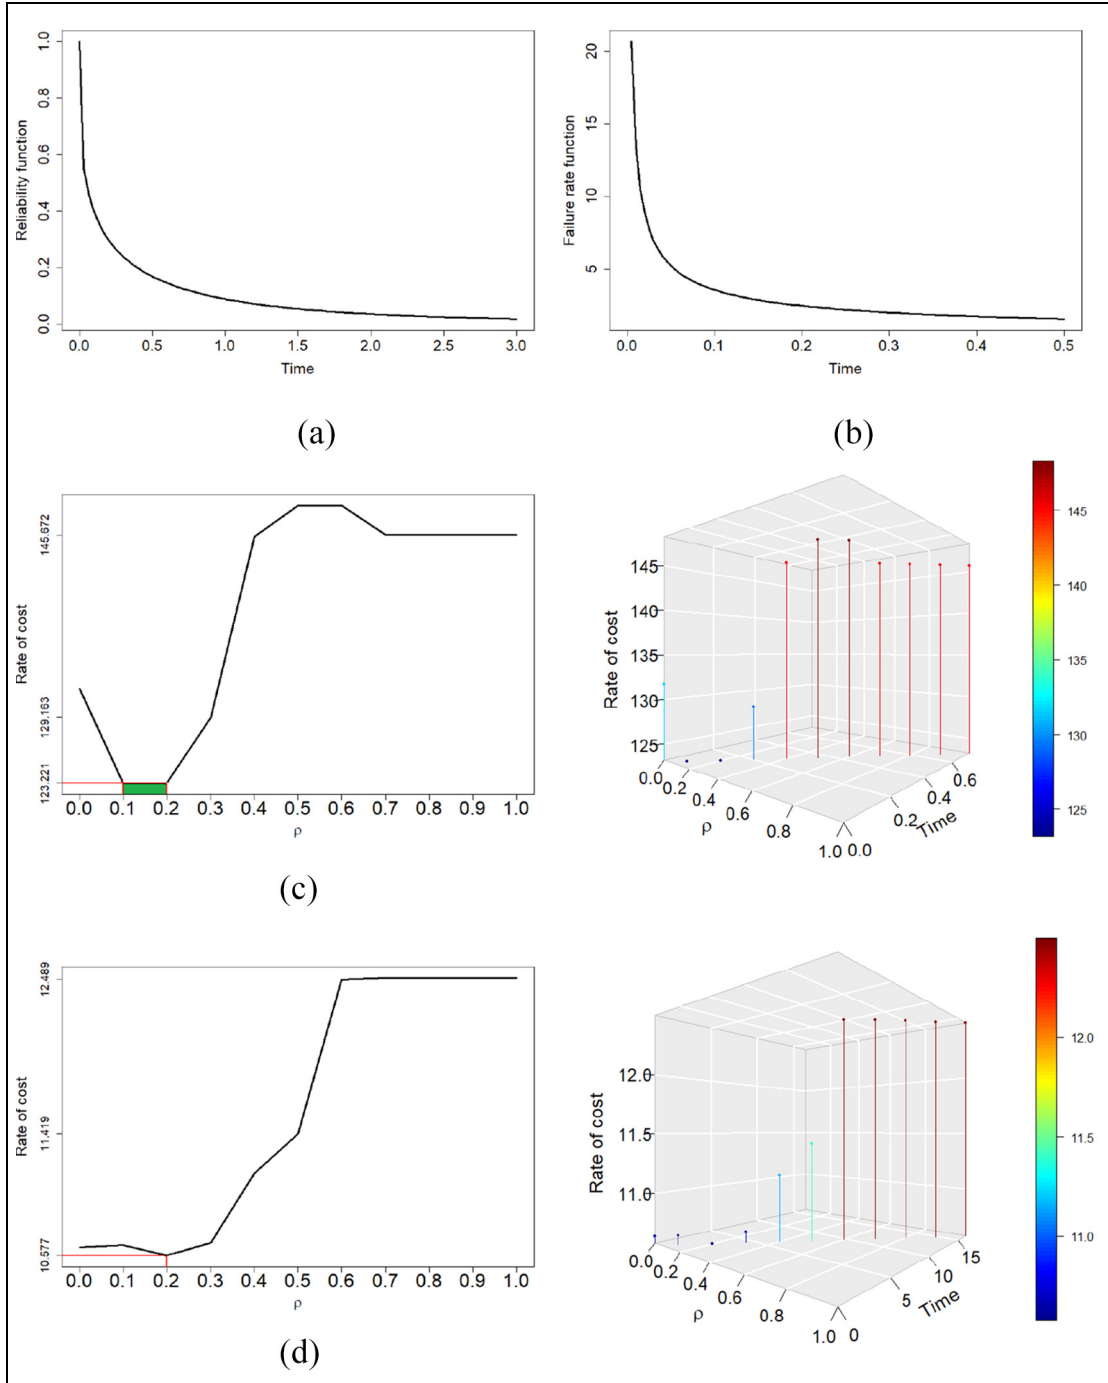 Reliability function
0.0 0.2 0.4 0.6 0.8 1.0
0.0 0.5 1.0 1.5 2.0 2.5 3.0
Time
(a)
Failure rate function
5 10 15 20
0.0 0.1 0.2 0.3 0.4 0.5
Time
(b)
Rate of cost
123.221 129.163 145.672
0.0 0.1 0.2 0.3 0.4 0.5 0.6 0.7 0.8 0.9 1.0
ρ
Rate of cost
125 130 135 140 145
0.0 0.2 0.4 0.6 0.8 1.0
ρ
0.0 0.2 0.4 0.6
Time
145
140
135
130
125
(c)
Rate of cost
10.577 11.419 12.489
0.0 0.1 0.2 0.3 0.4 0.5 0.6 0.7 0.8 0.9 1.0
ρ
Rate of cost
11.0 11.5 12.0
0.0 0.2 0.4 0.6 0.8 1.0
ρ
0 5 10 15
Time
12.0
11.5
11.0
(d)